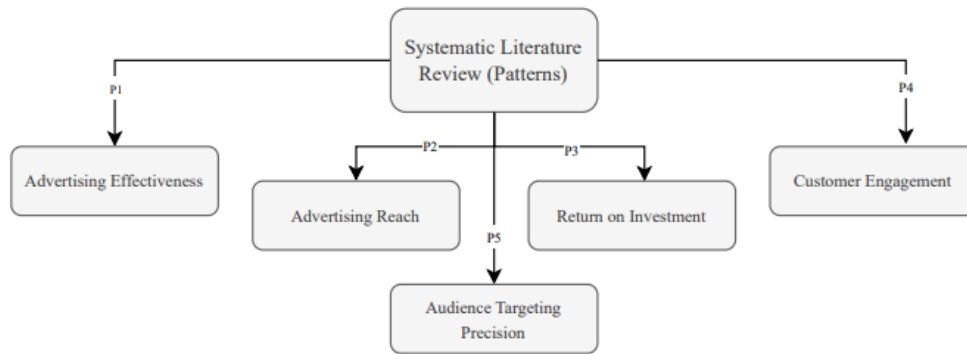 Systematic Literature
Review (Patterns)
P1
P4
P2
P3
Advertising Effectiveness
Customer Engagement
Advertising Reach
Return on Investment
P5
Audience Targeting
Precision